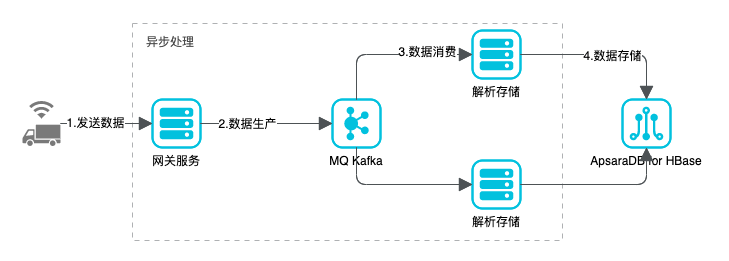 异步处理
1.发送数据
网关服务
2.数据生产
MQ Kafka
3.数据消费
解析存储
解析存储
4.数据存储
ApsaraDB for HBase